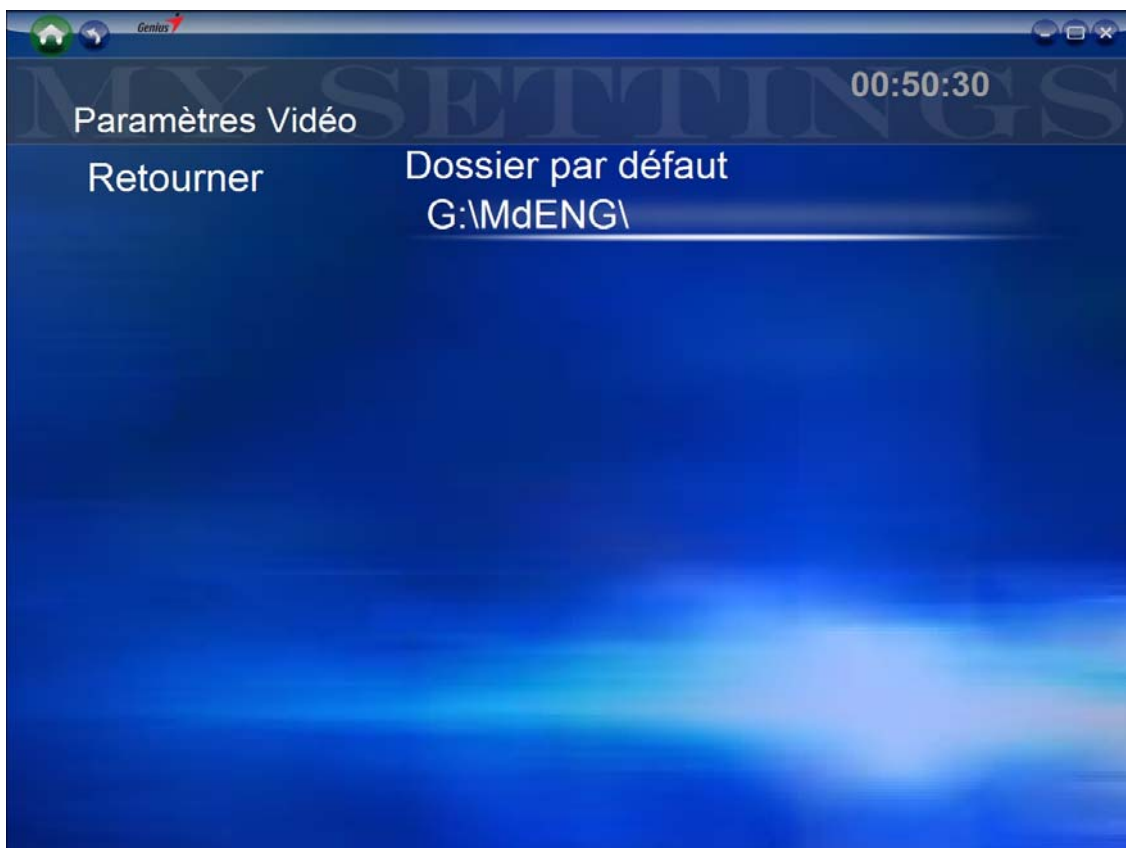 Genius
MY SETTINGS
00:50:30
Paramètres Vidéo
Retourner
Dossier par défaut
G:\MdENG\